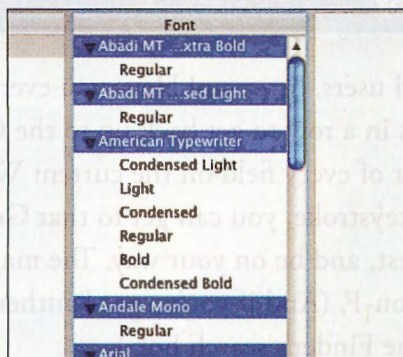 Font
Abadi MT ...xtra Bold
Regular
Abadi MT ...sed Light
Regular
American Typewriter
Condensed Light
Light
Condensed
Regular
Bold
Condensed Bold
Andale Mono
Regular
Arial